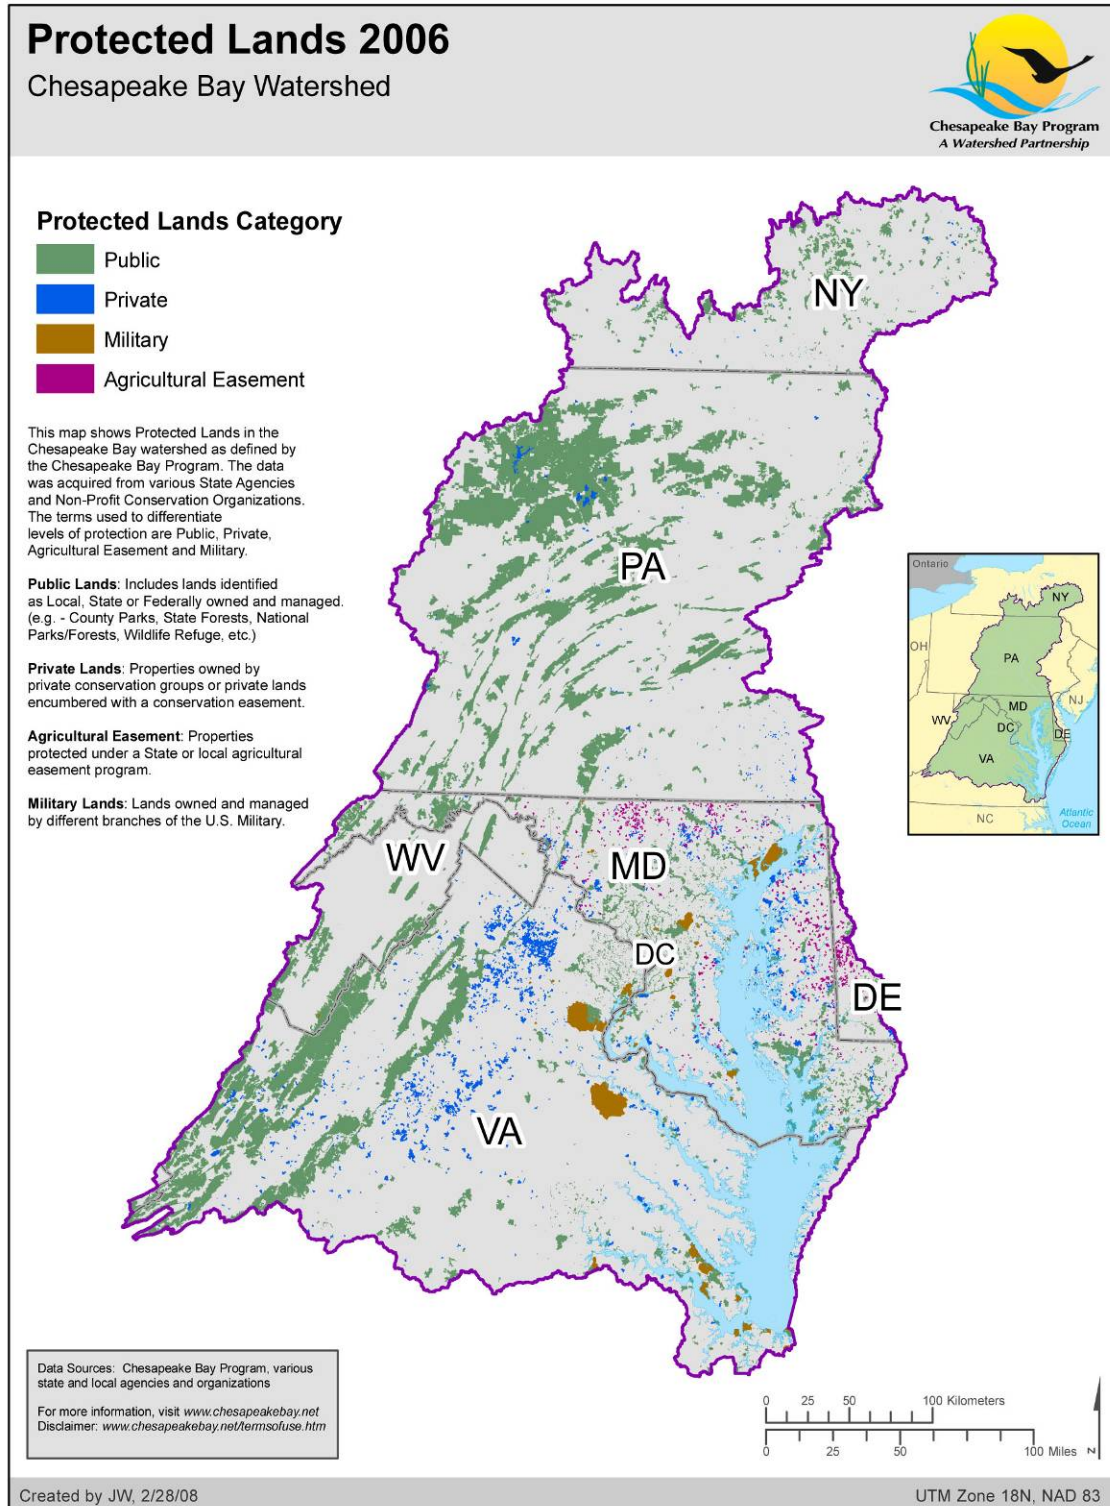 Protected Lands 2006
Chesapeake Bay Watershed
Chesapeake Bay Program
A Watershed Partnership
Protected Lands Category
Public
Private
Military
Agricultural Easement
This map shows Protected Lands in the
Chesapeake Bay watershed as defined by
the Chesapeake Bay Program. The data
was acquired from various State Agencies
and Non-Profit Conservation Organizations.
The terms used to differentiate
levels of protection are Public, Private,
Agricultural Easement and Military.
Public Lands: Includes lands identified
as Local, State or Federally owned and managed.
(e.g. - County Parks, State Forests, National
Parks/Forests, Wildlife Refuge, etc.)
Private Lands: Properties owned by
private conservation groups or private lands
encumbered with a conservation easement.
Agricultural Easement: Properties
protected under a State or local agricultural
easement program.
Military Lands: Lands owned and managed
by different branches of the U.S. Military.
NY
PA
WV
MD
DC
DE
VA
Ontario
NY
OH
PA
NJ
MD
WV
DC
DE
VA
NC
Atlantic
Ocean
Data Sources: Chesapeake Bay Program, various
state and local agencies and organizations
For more information, visit www.chesapeakebay.net
Disclaimer: www.chesapeakebay.net/termsofuse.htm
0 25 50 100 Kilometers
0 25 50 100 Miles
N
Created by JW, 2/28/08
UTM Zone 18N, NAD 83